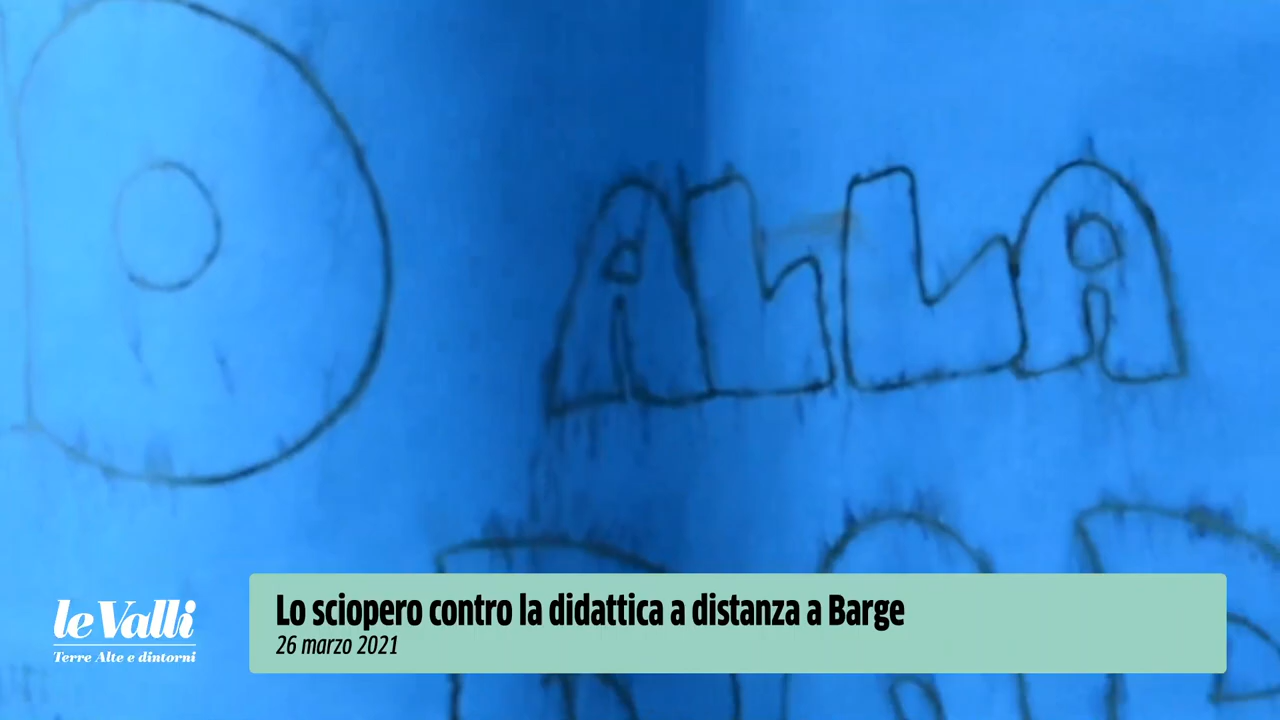 ALLA
le Valli
Terre Alte e dintorni
Lo sciopero contro la didattica a distanza a Barge
26 marzo 2021